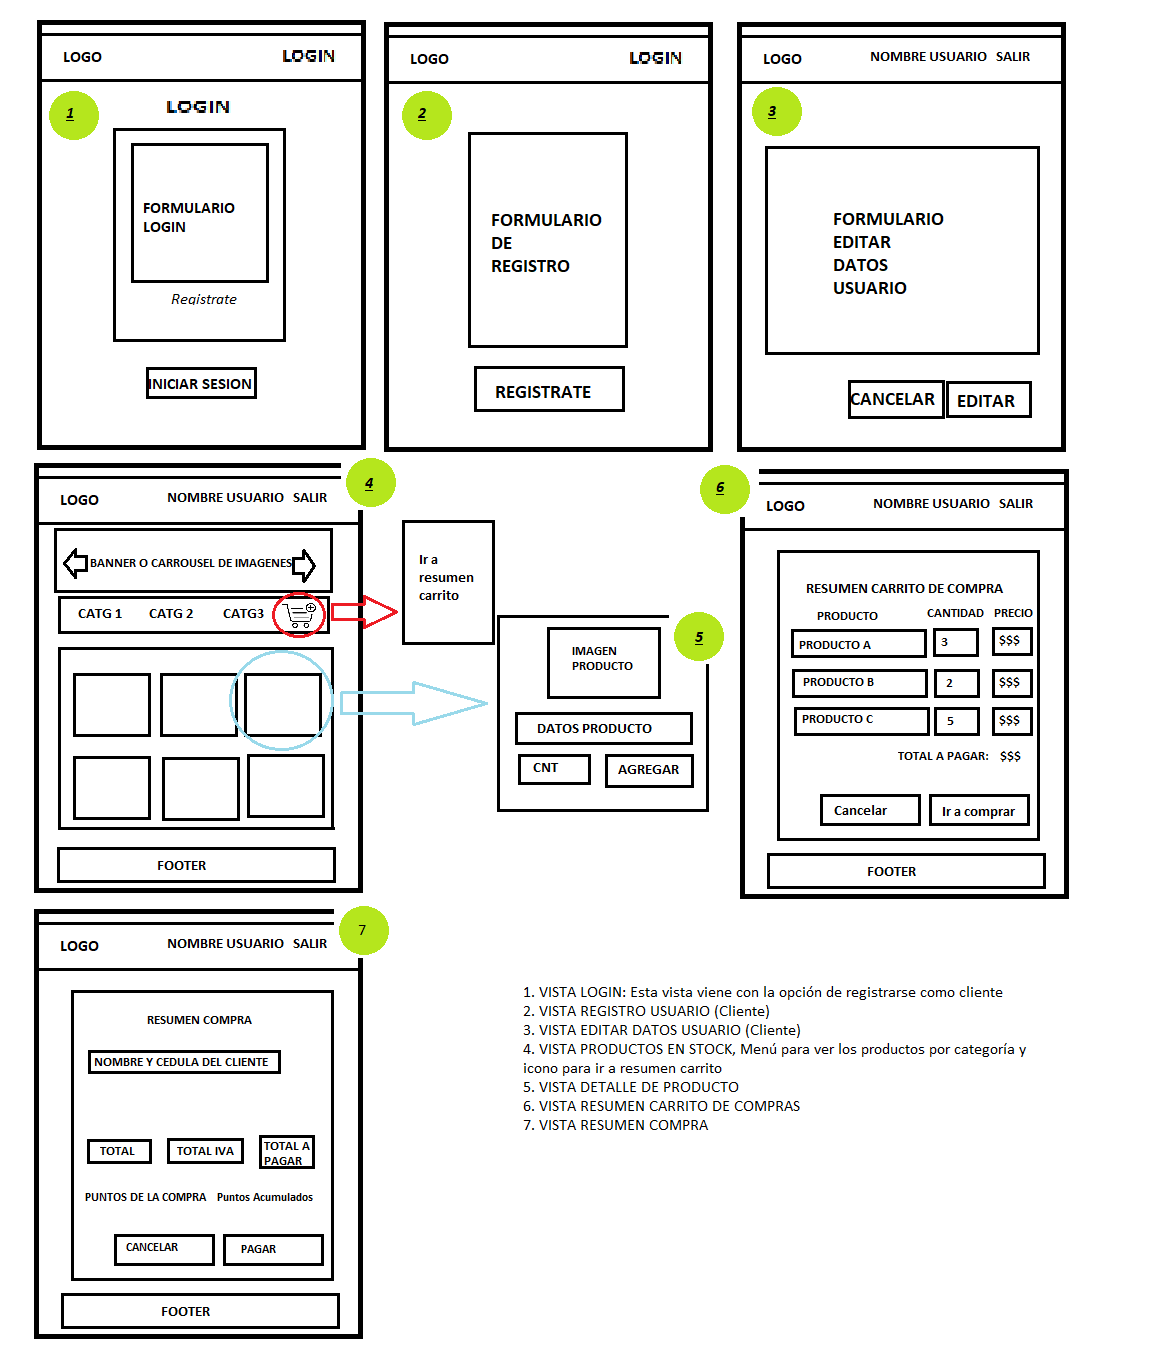 LOGO
LOGIN
1
LOGIN
FORMULARIO
LOGIN
Registrate
INICIAR SESION
LOGO
LOGIN
2
FORMULARIO
DE
REGISTRO
REGISTRATE
LOGO
NOMBRE USUARIO SALIR
3
FORMULARIO
EDITAR
DATOS
USUARIO
CANCELAR
EDITAR
4
LOGO
NOMBRE USUARIO SALIR
BANNER O CARROUSEL DE IMAGENES
CATG 1
CATG 2
CATG3
FOOTER
Ir a
resumen
carrito
5
IMAGEN
PRODUCTO
DATOS PRODUCTO
CNT
AGREGAR
6
LOGO
NOMBRE USUARIO SALIR
RESUMEN CARRITO DE COMPRA
PRODUCTO
CANTIDAD
PRECIO
PRODUCTO A
3
$$$
PRODUCTO B
2
$$$
PRODUCTO C
5
$$$
TOTAL A PAGAR: $$$
Cancelar
Ir a comprar
FOOTER
7
LOGO
NOMBRE USUARIO SALIR
RESUMEN COMPRA
NOMBRE Y CEDULA DEL CLIENTE
TOTAL
TOTAL IVA
TOTAL A
PAGAR
PUNTOS DE LA COMPRA
Puntos Acumulados
CANCELAR
PAGAR
FOOTER
1. VISTA LOGIN: Esta vista viene con la opción de registrarse como cliente
2. VISTA REGISTRO USUARIO (Cliente)
3. VISTA EDITAR DATOS USUARIO (Cliente)
4. VISTA PRODUCTOS EN STOCK, Menú para ver los productos por categoría y
icono para ir a resumen carrito
5. VISTA DETALLE DE PRODUCTO
6. VISTA RESUMEN CARRITO DE COMPRAS
7. VISTA RESUMEN COMPRA